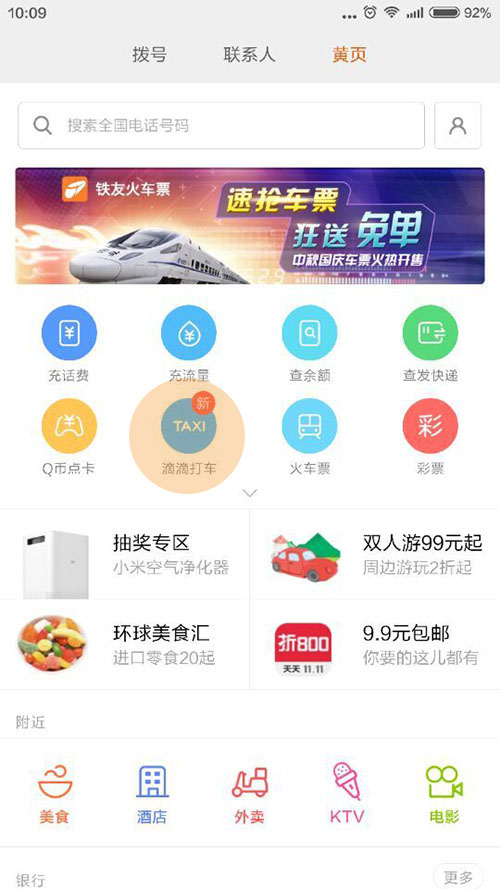 10:09
92%
拨号 联系人 黄页
搜索全国电话号码
铁友火车票
速抢车票
狂送 免单
中秋国庆车票火热开售
充话费 充流量 查余额 查发快递
新
TAXI
彩
Q币点卡 滴滴打车 火车票 彩票
抽奖专区
小米空气净化器
双人游99元起
周边游玩2折起
环球美食汇
进口零食20起
折800
天天 11.11
9.9元包邮
你要的这儿都有
附近
美食 酒店 外卖 KTV 电影
银行 更多